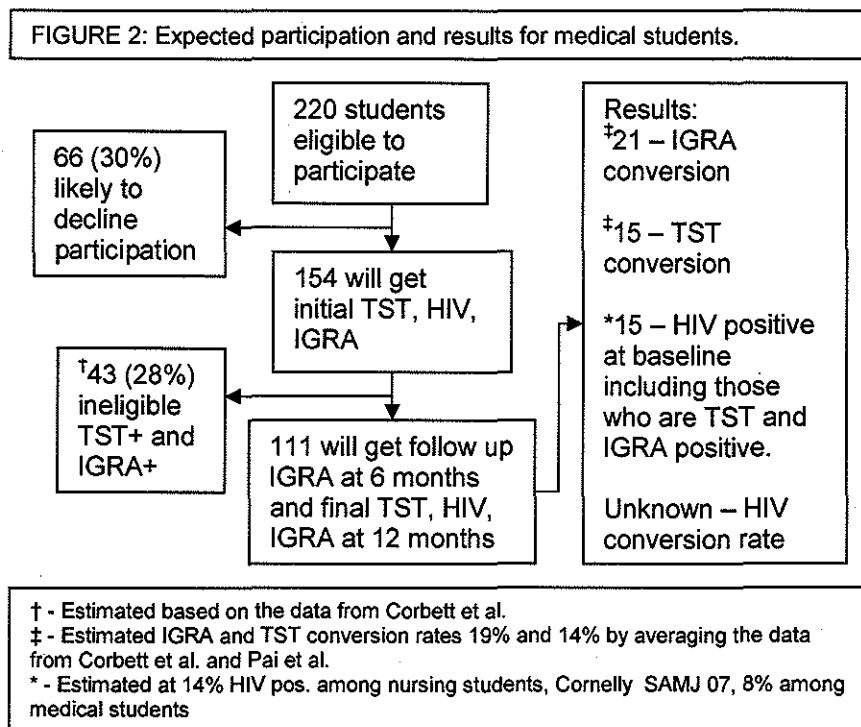 FIGURE 2: Expected participation and results for medical students.
220 students
eligible to
participate
66 (30%)
likely to
decline
participation
154 will get
initial TST, HIV,
IGRA
†43 (28%)
ineligible
TST+ and
IGRA+
111 will get follow up
IGRA at 6 months
and final TST, HIV,
IGRA at 12 months
Results:
‡21 – IGRA
conversion
‡15 – TST
conversion
*15 – HIV positive
at baseline
including those
who are TST and
IGRA positive.
Unknown – HIV
conversion rate
† - Estimated based on the data from Corbett et al.
‡ - Estimated IGRA and TST conversion rates 19% and 14% by averaging the data
from Corbett et al. and Pai et al.
* - Estimated at 14% HIV pos. among nursing students, Cornelly SAMJ 07, 8% among
medical students